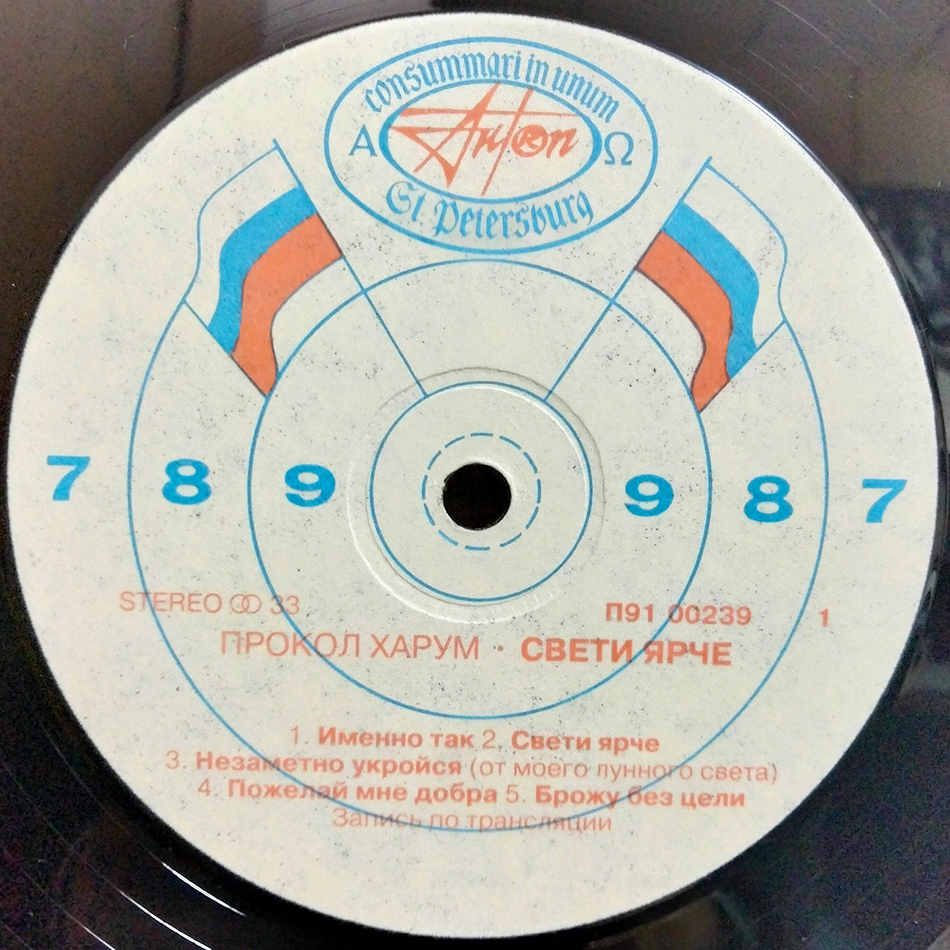 consummari in unum
Α Anton ® Ω
St. Petersburg
7 8 9 9 8 7
STEREO 33 П91 00239 1
ПРОКОЛ ХАРУМ · СВЕТИ ЯРЧЕ
1. Именно так 2. Свети ярче
3. Незаметно укройся (от моего лунного света)
4. Пожелай мне добра 5. Брожу без цели
Запись по трансляции